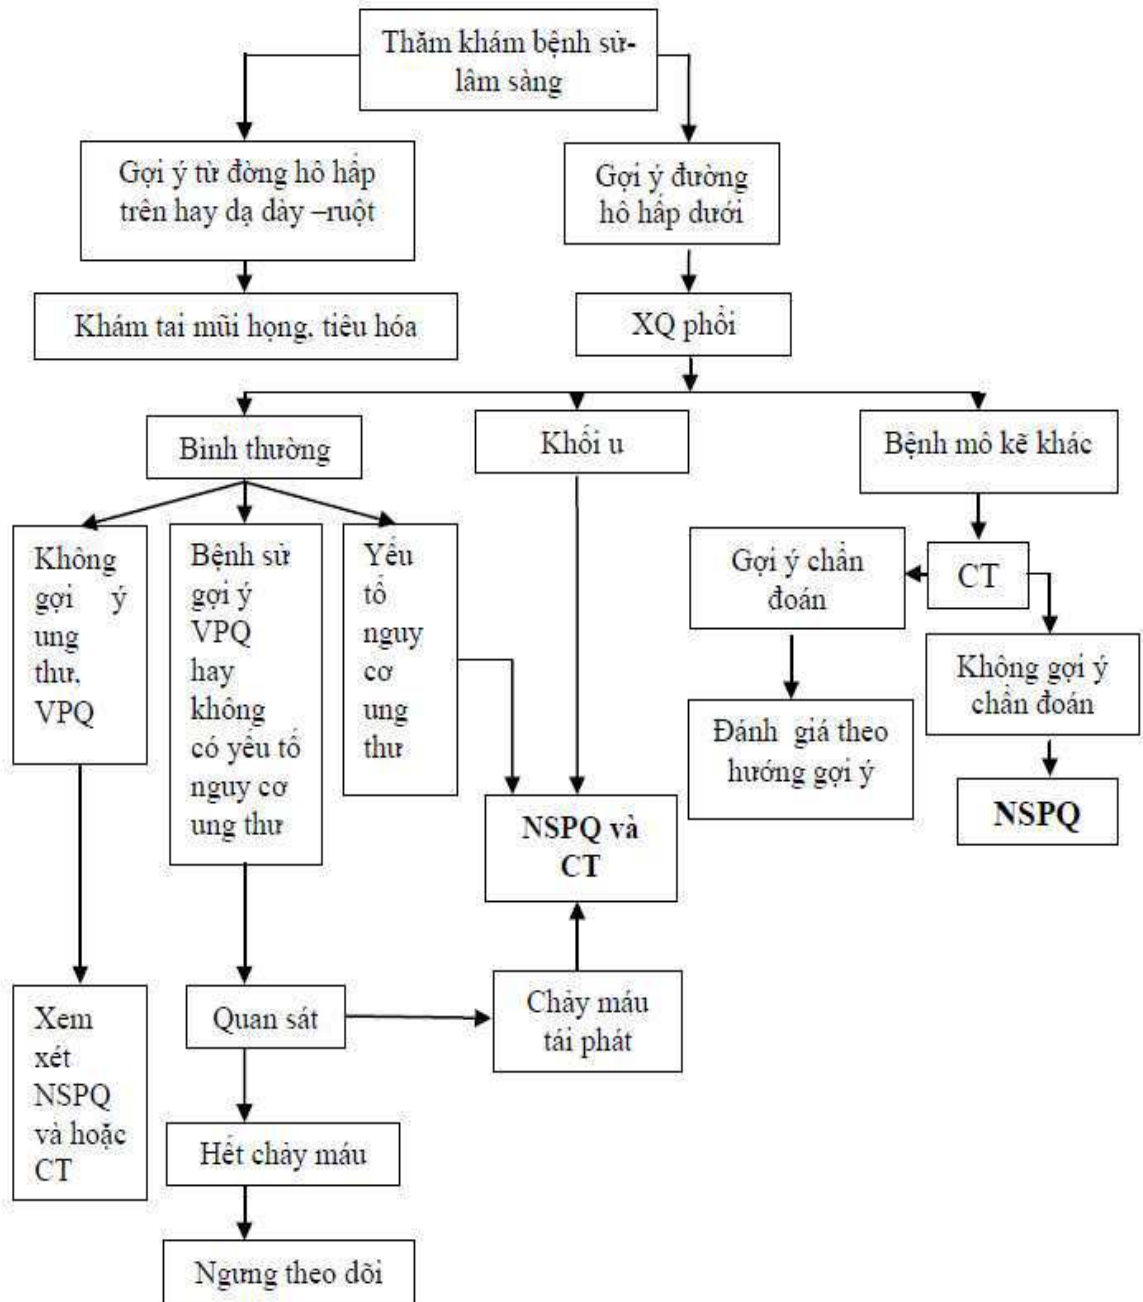 Thăm khám bệnh sử-
lâm sàng
Gợi ý từ đờng hô hấp
trên hay dạ dày –ruột
Gợi ý đường
hô hấp dưới
Khám tai mũi họng, tiêu hóa
XQ phổi
Bình thường
Khối u
Bệnh mô kẽ khác
Không
gợi ý
ung
thư,
VPQ
Bệnh sử
gợi ý
VPQ
hay
không
có yếu tố
nguy cơ
ung thư
Yếu
tố
nguy
cơ
ung
thư
Gợi ý chẩn
đoán
CT
Không gợi ý
chẩn đoán
Đánh giá theo
hướng gợi ý
NSPQ
NSPQ và
CT
Xem
xét
NSPQ
và hoặc
CT
Quan sát
Chảy máu
tái phát
Hết chảy máu
Ngưng theo dõi